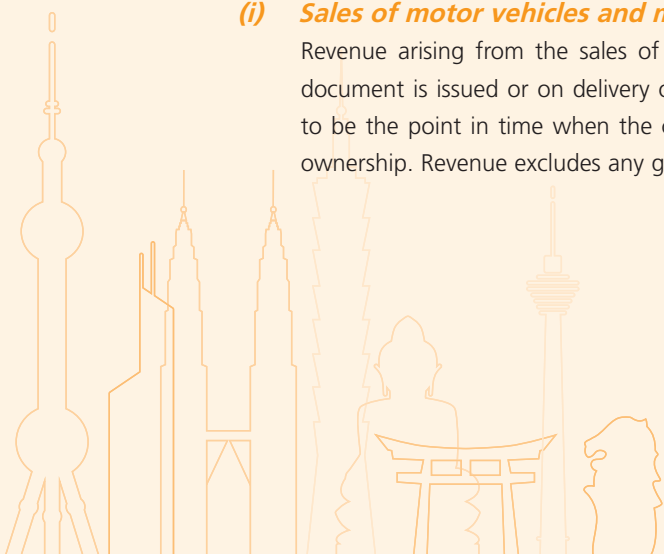 (i) Sales of motor vehicles and
Revenue arising from the sales of
document is issued or on delivery
to be the point in time when the
ownership. Revenue excludes any